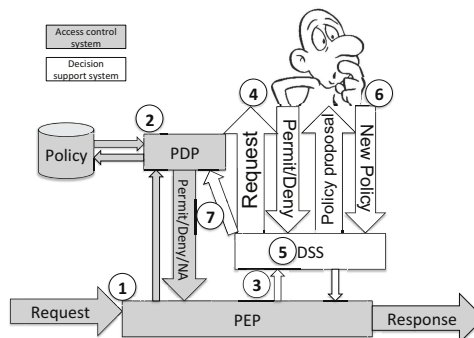 Access control
system
Decision
support system
4
6
2
Policy
PDP
Request
Permit/Deny
Policy proposal
New Policy
Permit/Deny/NA
7
5 DSS
1
3
Request
PEP
Response